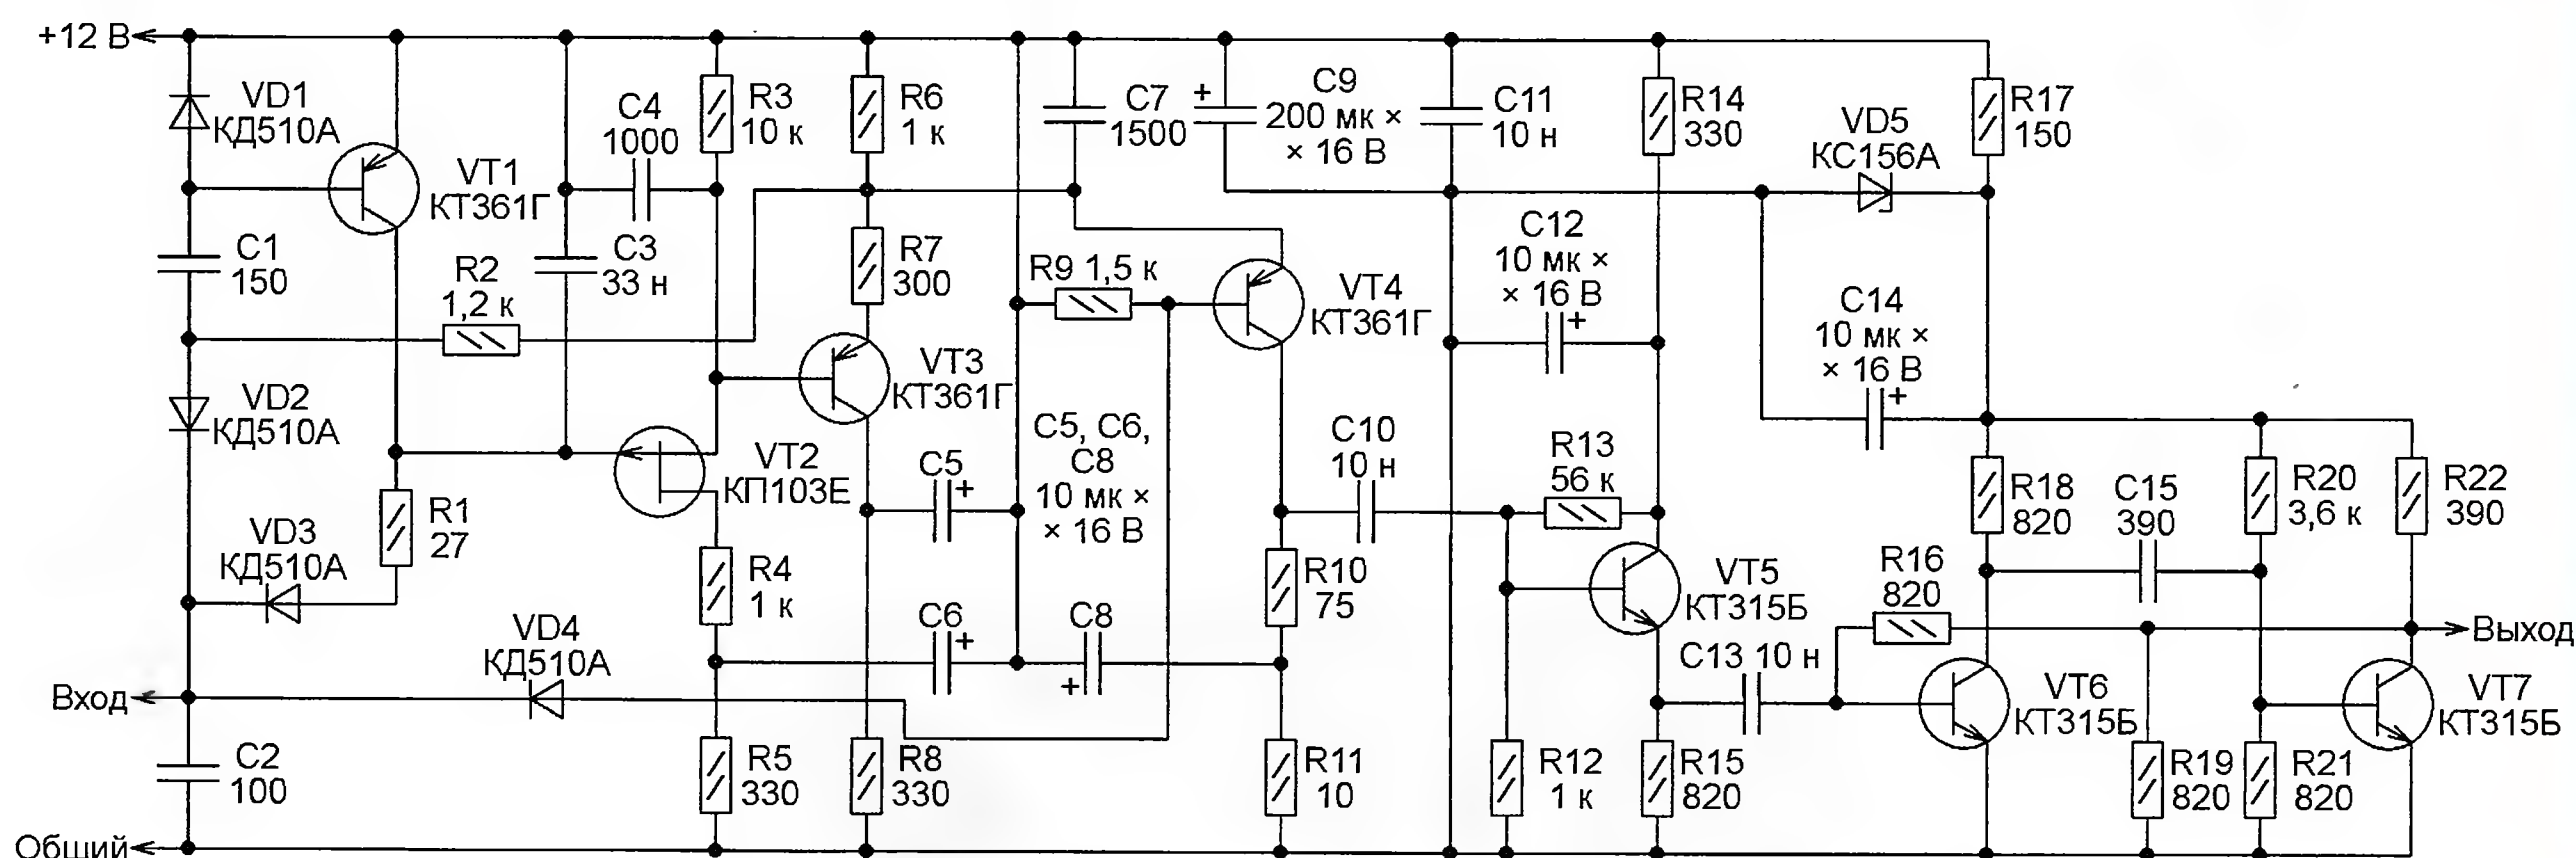 +12 В
VD1
КД510А
VT1
КТ361Г
C1
150
R2
1,2 к
VD2
КД510А
C4
1000
C3
33 н
R3
10 к
R6
1 к
R7
300
VT3
КТ361Г
VT2
КП103Е
R1
27
VD3
КД510А
VD4
КД510А
Вход
C2
100
Общий
R4
1 к
R5
330
R8
330
C5
+
C6
+
C5, C6,
C8
10 мк ×
× 16 В
C8
+
R9 1,5 к
C7
1500
+
C9
200 мк ×
× 16 В
C11
10 н
VT4
КТ361Г
R10
75
R11
10
C10
10 н
C12
10 мк ×
× 16 В
+
R14
330
R13
56 к
VT5
КТ315Б
R12
1 к
R15
820
C13 10 н
VD5
КС156А
R17
150
C14
10 мк ×
× 16 В
+
R18
820
R16
820
VT6
КТ315Б
C15
390
R20
3,6 к
R22
390
Выход
VT7
КТ315Б
R19
820
R21
820